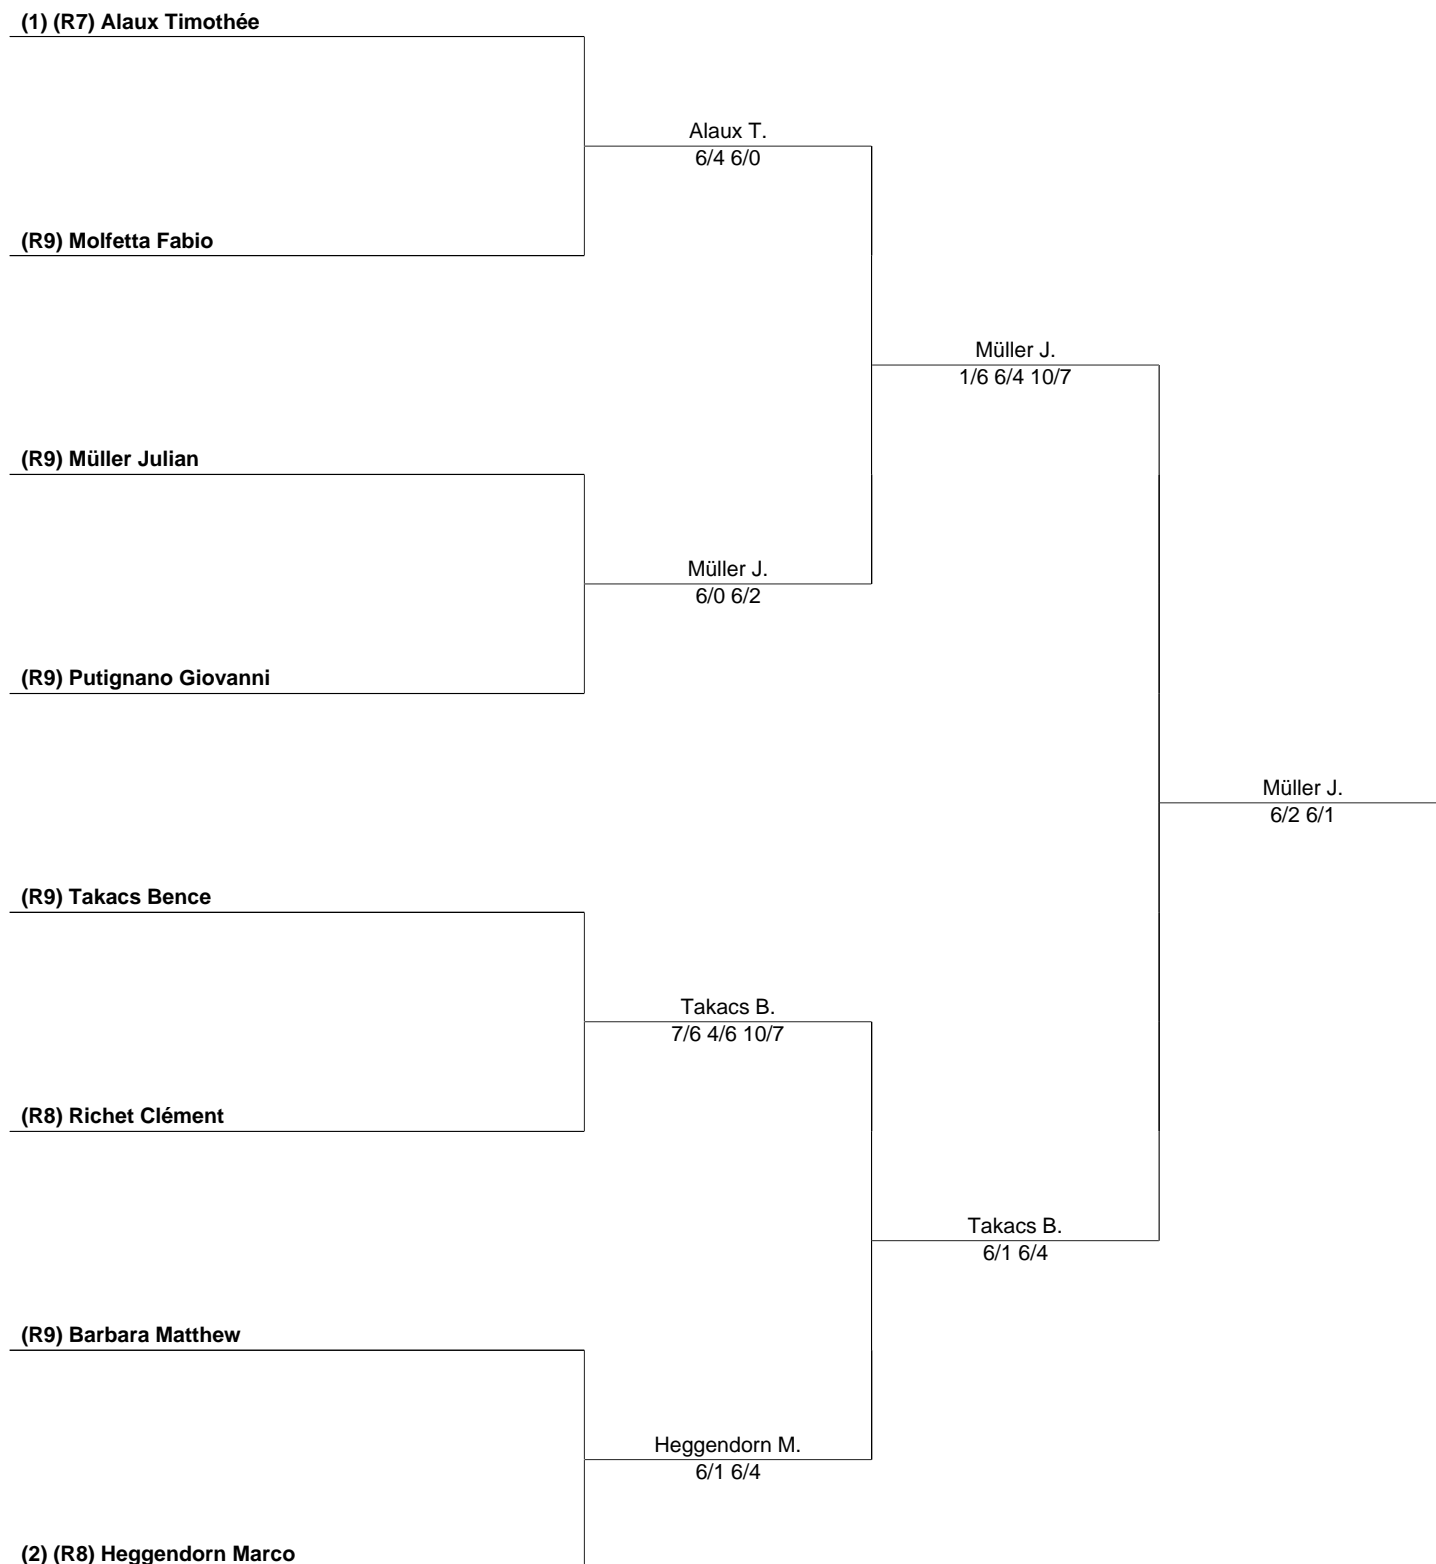 (1) (R7) Alaux Timothée
Alaux T.
6/4 6/0
(R9) Molfetta Fabio
Müller J.
1/6 6/4 10/7
(R9) Müller Julian
Müller J.
6/0 6/2
(R9) Putignano Giovanni
Müller J.
6/2 6/1
(R9) Takacs Bence
Takacs B.
7/6 4/6 10/7
(R8) Richet Clément
Takacs B.
6/1 6/4
(R9) Barbara Matthew
Heggendorn M.
6/1 6/4
(2) (R8) Heggendorn Marco